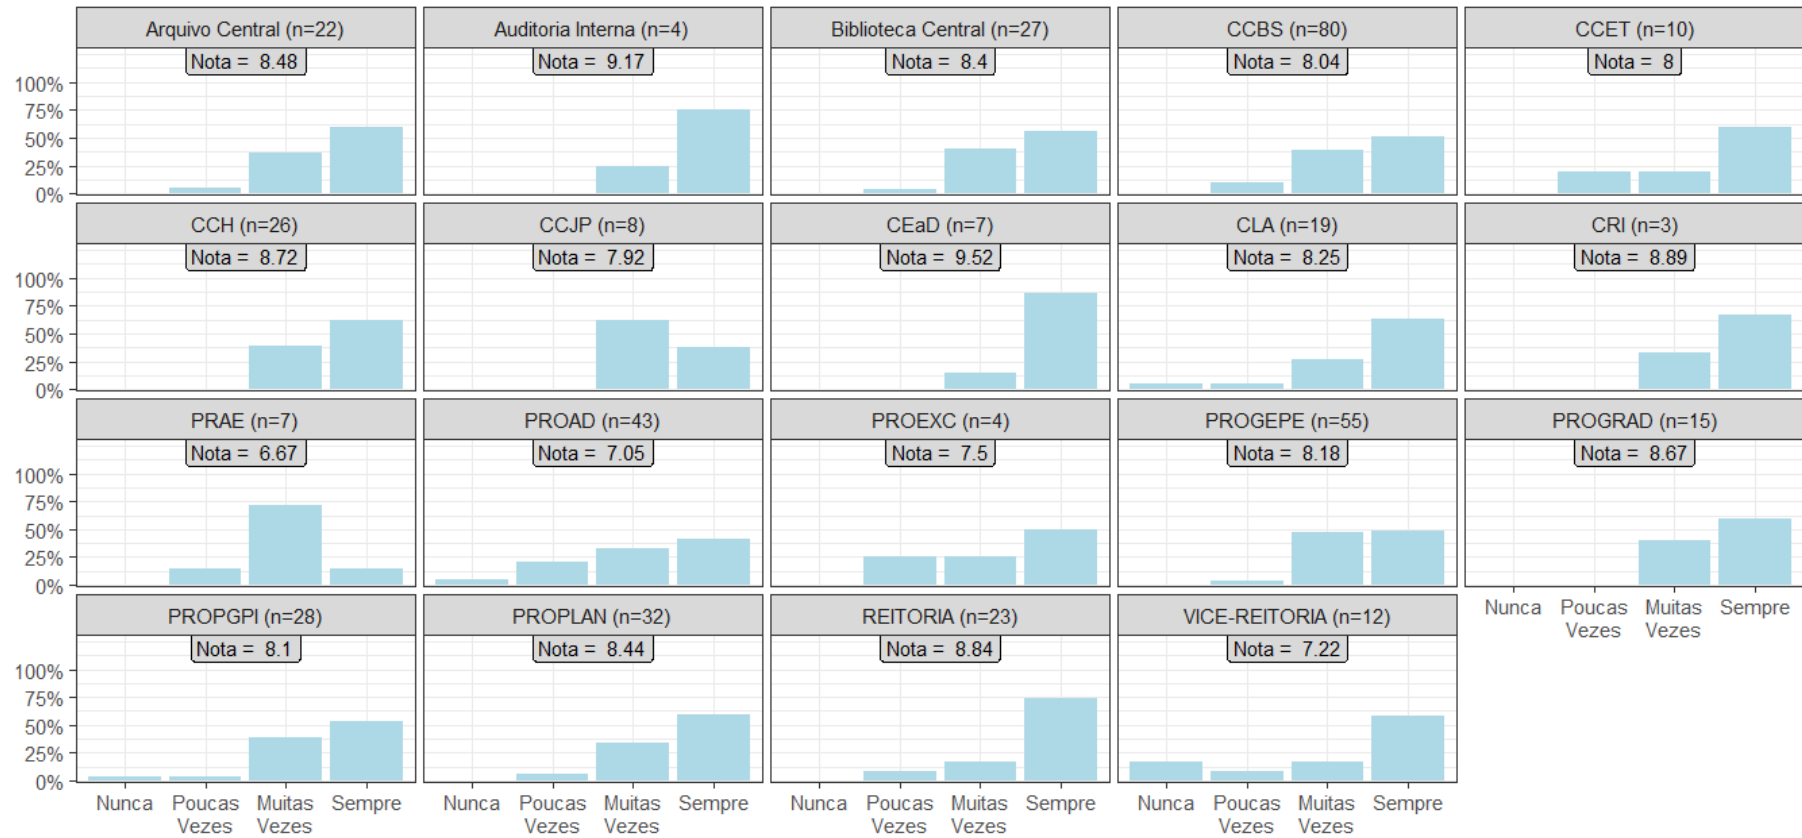 Arquivo Central (n=22)
Auditoria Interna (n=4)
Biblioteca Central (n=27)
CCBS (n=80)
CCET (n=10)
Nota = 8.48
Nota = 9.17
Nota = 8.4
Nota = 8.04
Nota = 8
100%
75%
50%
25%
0%
CCH (n=26)
CCJP (n=8)
CEaD (n=7)
CLA (n=19)
CRI (n=3)
Nota = 8.72
Nota = 7.92
Nota = 9.52
Nota = 8.25
Nota = 8.89
100%
75%
50%
25%
0%
PRAE (n=7)
PROAD (n=43)
PROEXC (n=4)
PROGEPE (n=55)
PROGRAD (n=15)
Nota = 6.67
Nota = 7.05
Nota = 7.5
Nota = 8.18
Nota = 8.67
100%
75%
50%
25%
0%
Nunca
Poucas
Vezes
Muitas
Vezes
Sempre
PROPGPI (n=28)
PROPLAN (n=32)
REITORIA (n=23)
VICE-REITORIA (n=12)
Nota = 8.1
Nota = 8.44
Nota = 8.84
Nota = 7.22
100%
75%
50%
25%
0%
Nunca
Poucas
Vezes
Muitas
Vezes
Sempre
Nunca
Poucas
Vezes
Muitas
Vezes
Sempre
Nunca
Poucas
Vezes
Muitas
Vezes
Sempre
Nunca
Poucas
Vezes
Muitas
Vezes
Sempre